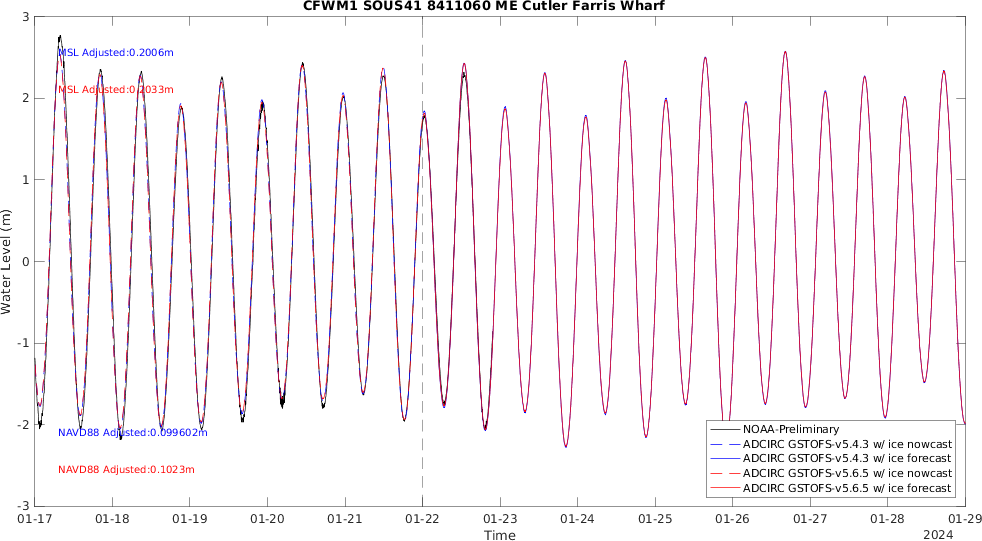 CFWM1 SOUS41 8411060 ME Cutler Farris Wharf
3
2
1
0
-1
-2
-3
Water Level (m)
MSL Adjusted:0.2006m
MSL Adjusted:0.2033m
NAVD88 Adjusted:0.099602m
NAVD88 Adjusted:0.1023m
NOAA-Preliminary
ADCIRC GSTOFS-v5.4.3 w/ ice nowcast
ADCIRC GSTOFS-v5.4.3 w/ ice forecast
ADCIRC GSTOFS-v5.6.5 w/ ice nowcast
ADCIRC GSTOFS-v5.6.5 w/ ice forecast
01-17 01-18 01-19 01-20 01-21 01-22 01-23 01-24 01-25 01-26 01-27 01-28 01-29
Time
2024